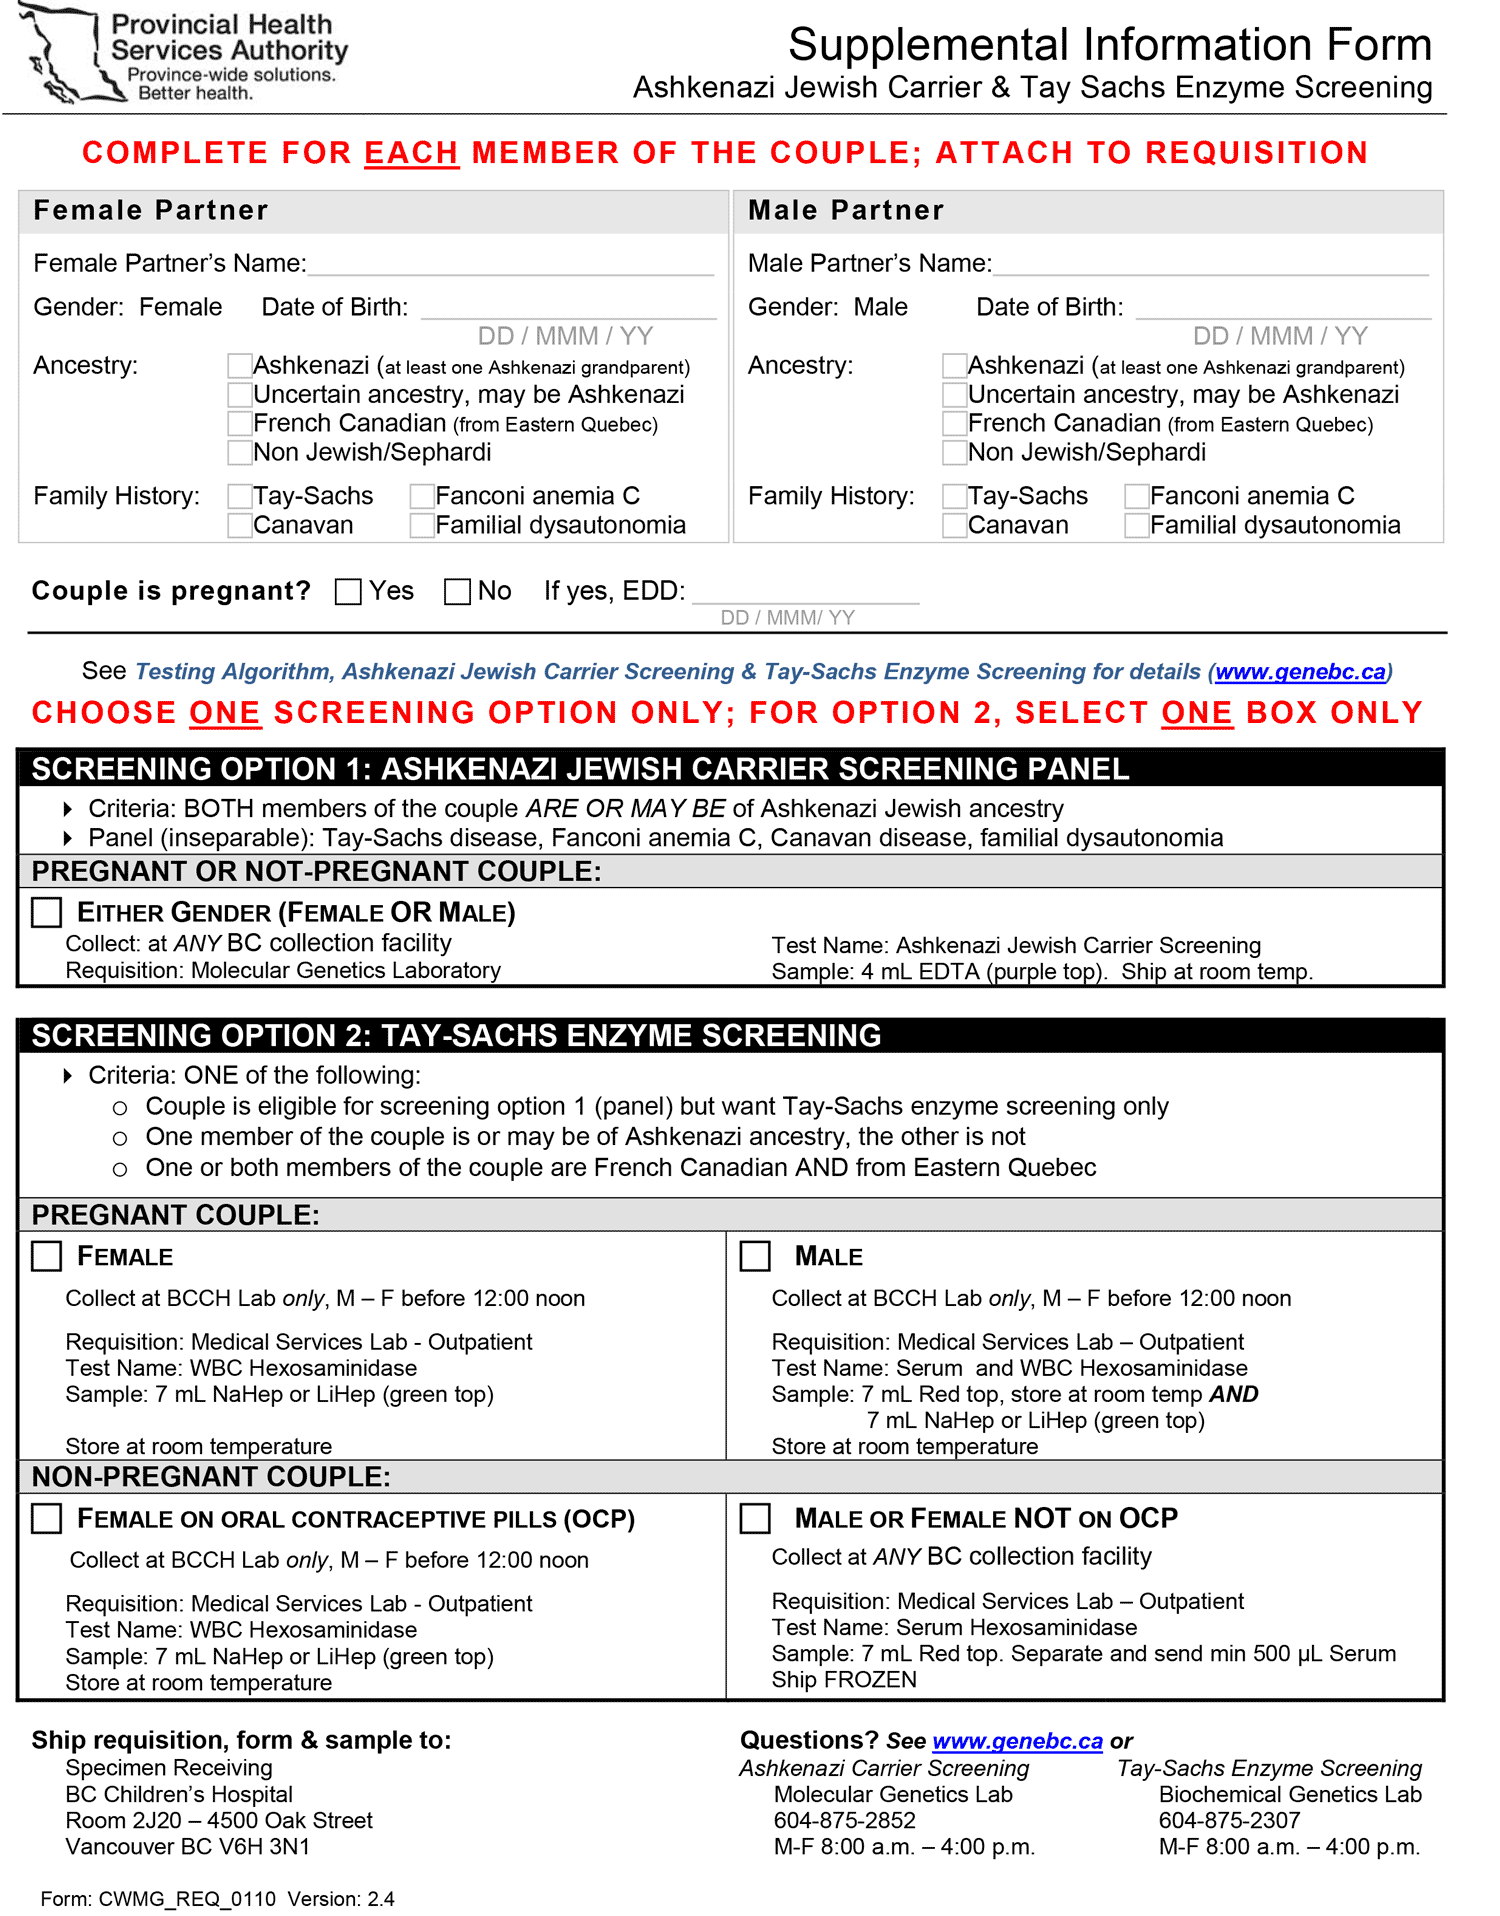 Provincial Health
Services Authority
Province-wide solutions.
Better health.
Supplemental Information Form
Ashkenazi Jewish Carrier & Tay Sachs Enzyme Screening
COMPLETE FOR EACH MEMBER OF THE COUPLE; ATTACH TO REQUISITION
Female Partner
Female Partner’s Name:
Gender: Female Date of Birth:
DD / MMM / YY
Ancestry: Ashkenazi (at least one Ashkenazi grandparent)
Uncertain ancestry, may be Ashkenazi
French Canadian (from Eastern Quebec)
Non Jewish/Sephardi
Family History: Tay-Sachs Fanconi anemia C
Canavan Familial dysautonomia
Male Partner
Male Partner’s Name:
Gender: Male Date of Birth:
DD / MMM / YY
Ancestry: Ashkenazi (at least one Ashkenazi grandparent)
Uncertain ancestry, may be Ashkenazi
French Canadian (from Eastern Quebec)
Non Jewish/Sephardi
Family History: Tay-Sachs Fanconi anemia C
Canavan Familial dysautonomia
Couple is pregnant? Yes No If yes, EDD:
DD / MMM/ YY
See Testing Algorithm, Ashkenazi Jewish Carrier Screening & Tay-Sachs Enzyme Screening for details (www.genebc.ca)
CHOOSE ONE SCREENING OPTION ONLY; FOR OPTION 2, SELECT ONE BOX ONLY
SCREENING OPTION 1: ASHKENAZI JEWISH CARRIER SCREENING PANEL
Criteria: BOTH members of the couple ARE OR MAY BE of Ashkenazi Jewish ancestry
Panel (inseparable): Tay-Sachs disease, Fanconi anemia C, Canavan disease, familial dysautonomia
PREGNANT OR NOT-PREGNANT COUPLE:
EITHER GENDER (FEMALE OR MALE)
Collect: at ANY BC collection facility
Requisition: Molecular Genetics Laboratory
Test Name: Ashkenazi Jewish Carrier Screening
Sample: 4 mL EDTA (purple top). Ship at room temp.
SCREENING OPTION 2: TAY-SACHS ENZYME SCREENING
Criteria: ONE of the following:
o Couple is eligible for screening option 1 (panel) but want Tay-Sachs enzyme screening only
o One member of the couple is or may be of Ashkenazi ancestry, the other is not
o One or both members of the couple are French Canadian AND from Eastern Quebec
PREGNANT COUPLE:
FEMALE
Collect at BCCH Lab only, M – F before 12:00 noon
Requisition: Medical Services Lab - Outpatient
Test Name: WBC Hexosaminidase
Sample: 7 mL NaHep or LiHep (green top)
Store at room temperature
MALE
Collect at BCCH Lab only, M – F before 12:00 noon
Requisition: Medical Services Lab – Outpatient
Test Name: Serum and WBC Hexosaminidase
Sample: 7 mL Red top, store at room temp AND
7 mL NaHep or LiHep (green top)
Store at room temperature
NON-PREGNANT COUPLE:
FEMALE ON ORAL CONTRACEPTIVE PILLS (OCP)
Collect at BCCH Lab only, M – F before 12:00 noon
Requisition: Medical Services Lab - Outpatient
Test Name: WBC Hexosaminidase
Sample: 7 mL NaHep or LiHep (green top)
Store at room temperature
MALE OR FEMALE NOT ON OCP
Collect at ANY BC collection facility
Requisition: Medical Services Lab – Outpatient
Test Name: Serum Hexosaminidase
Sample: 7 mL Red top. Separate and send min 500 µL Serum
Ship FROZEN
Ship requisition, form & sample to:
Specimen Receiving
BC Children’s Hospital
Room 2J20 – 4500 Oak Street
Vancouver BC V6H 3N1
Questions? See www.genebc.ca or
Ashkenazi Carrier Screening
Molecular Genetics Lab
604-875-2852
M-F 8:00 a.m. – 4:00 p.m.
Tay-Sachs Enzyme Screening
Biochemical Genetics Lab
604-875-2307
M-F 8:00 a.m. – 4:00 p.m.
Form: CWMG_REQ_0110 Version: 2.4